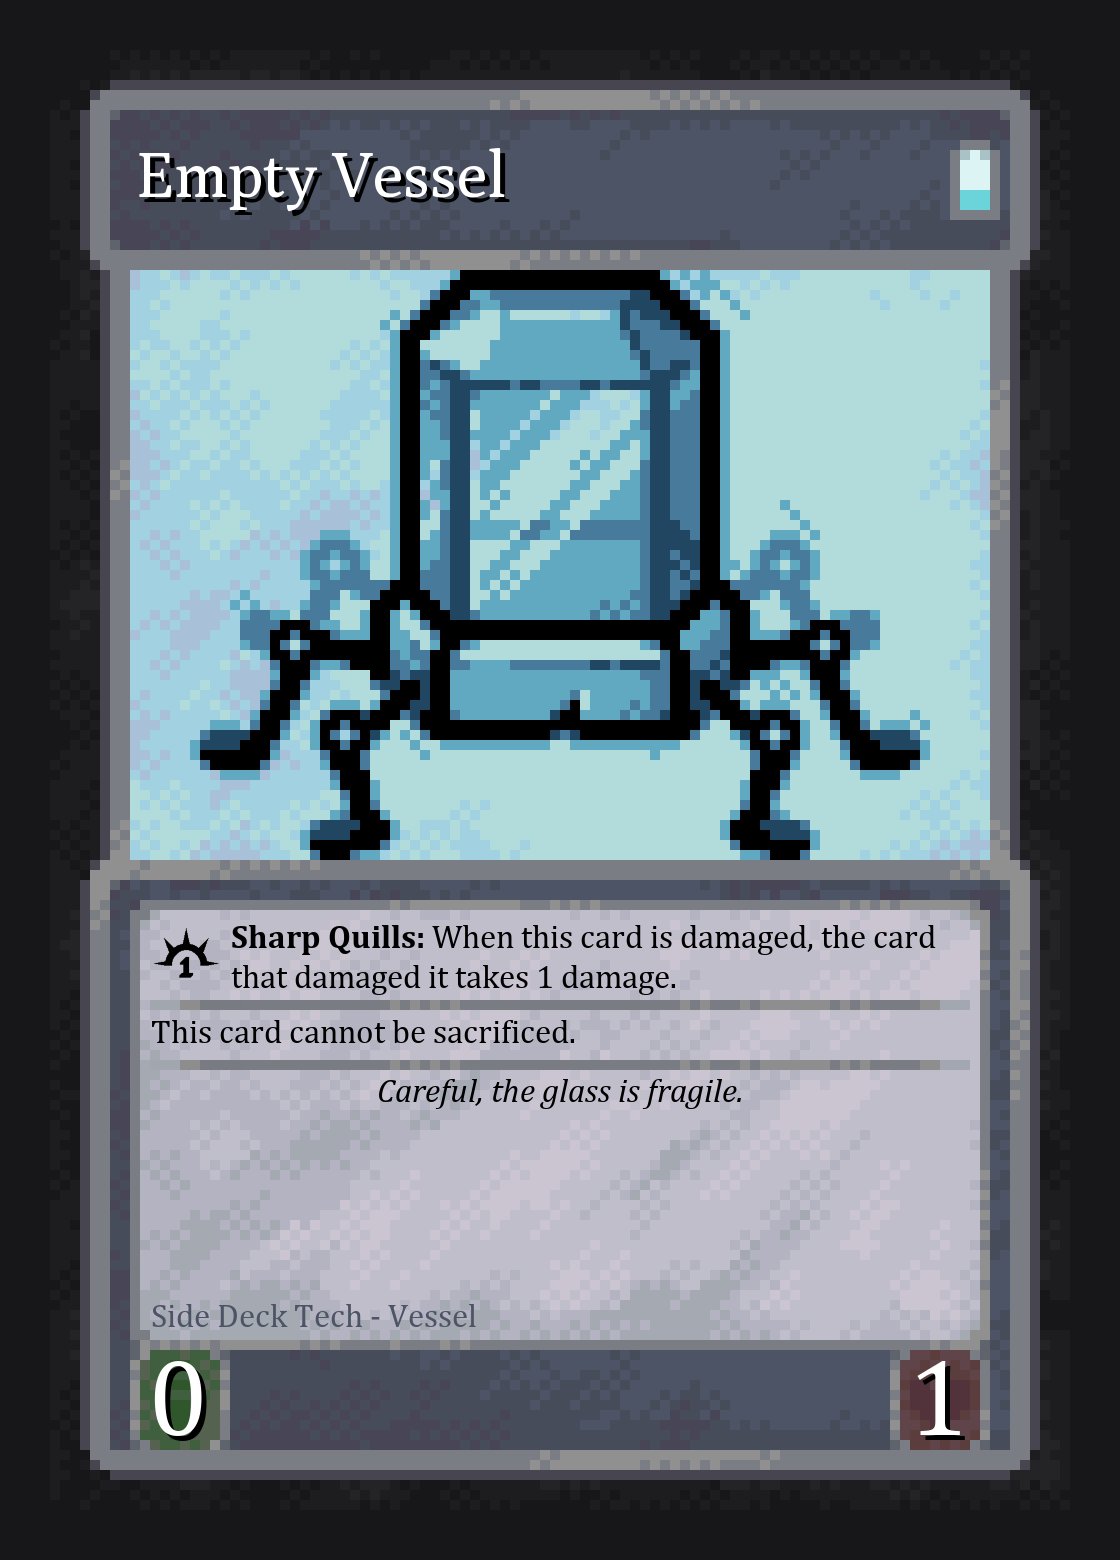 Empty Vessel
1
Sharp Quills: When this card is damaged, the card
that damaged it takes 1 damage.
This card cannot be sacrificed.
Careful, the glass is fragile.
Side Deck Tech - Vessel
0
1